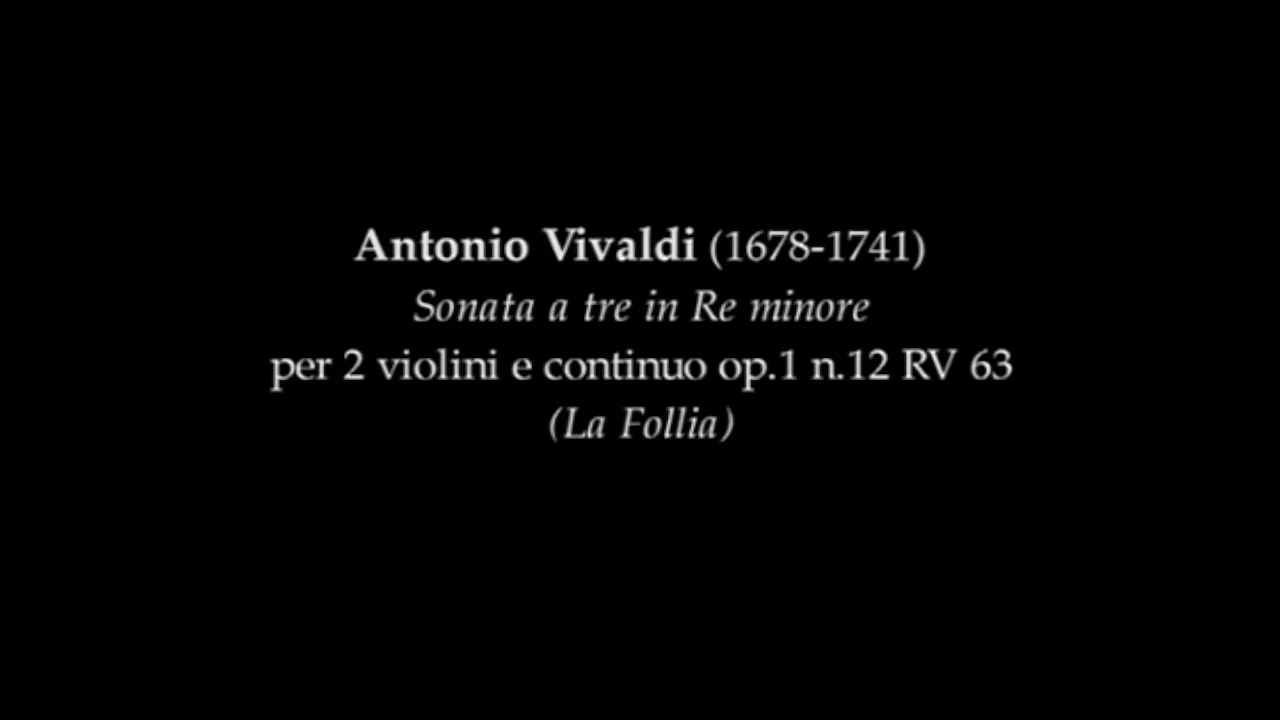 Antonio Vivaldi (1678-1741)
Sonata a tre in Re minore
per 2 violini e continuo op.1 n.12 RV 63
(La Follia)